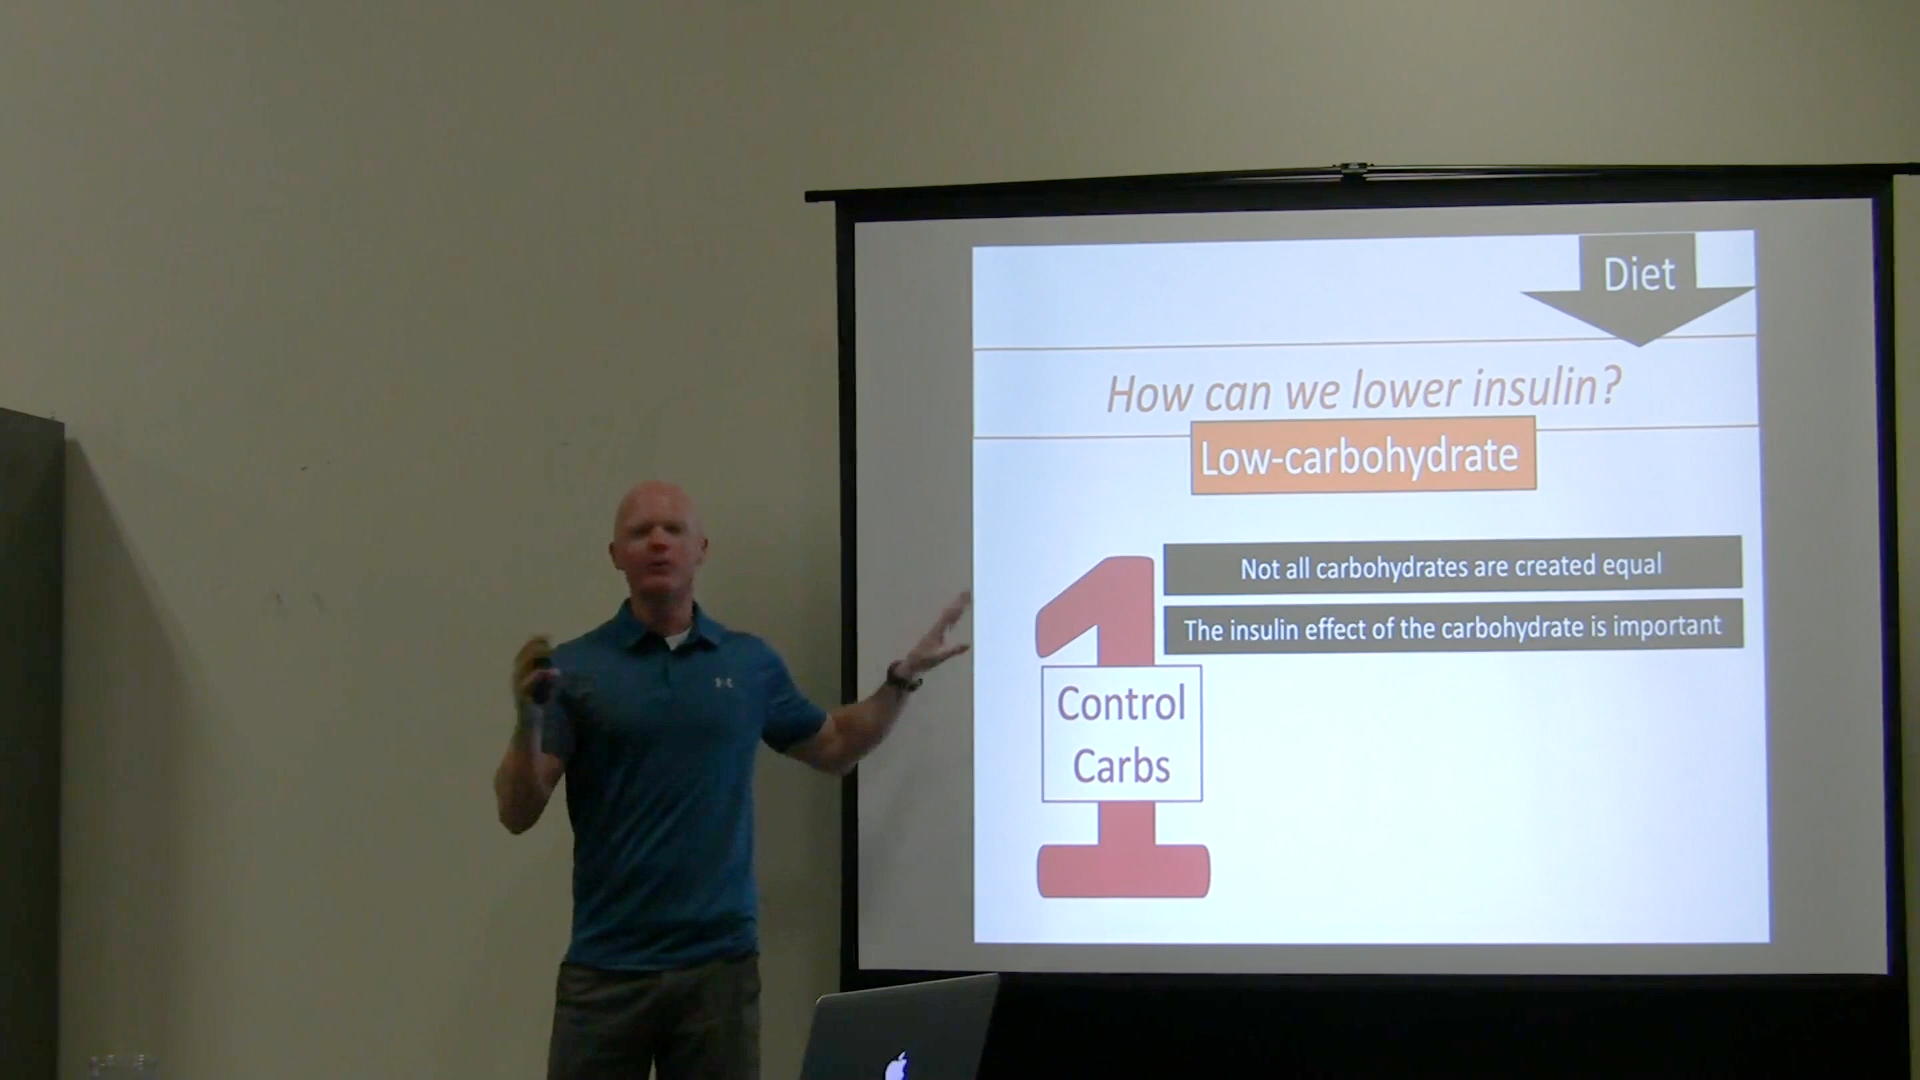 Diet
How can we lower insulin?
Low-carbohydrate
Not all carbohydrates are created equal
The insulin effect of the carbohydrate is important
Control
Carbs